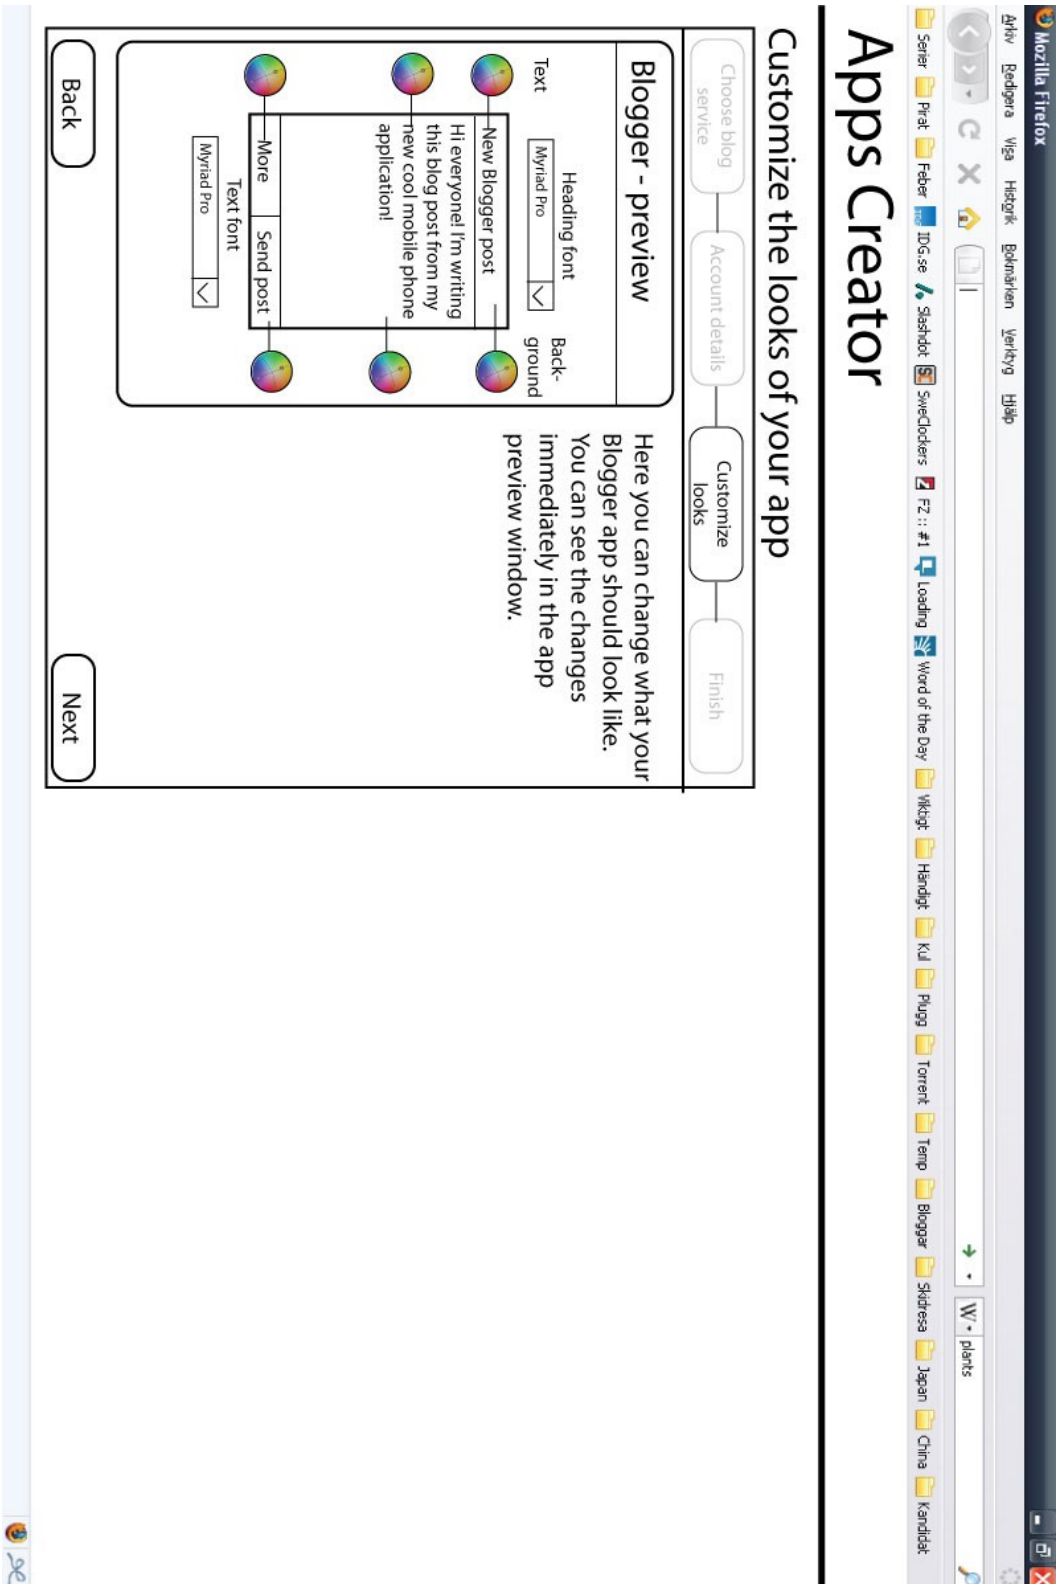 Mozilla Firefox
Arkiv Redigera Visa Historik Bokmärken Verktyg Hjälp
W plants
Serier Pirat Feber IDG.se Slashdot SweClockers FZ :: #1 Loading Word of the Day Viktigt Händigt Kul Plugg Torrent Temp Bloggar Skidresa Japan China Kandidat
Apps Creator
Customize the looks of your app
Choose blog
service
Account details
Customize
looks
Finish
Blogger - preview
Heading font
Text
Myriad Pro
Back-
ground
New Blogger post
Hi everyone! I'm writing
this blog post from my
new cool mobile phone
application!
More Send post
Text font
Myriad Pro
Here you can change what your
Blogger app should look like.
You can see the changes
immediately in the app
preview window.
Back
Next